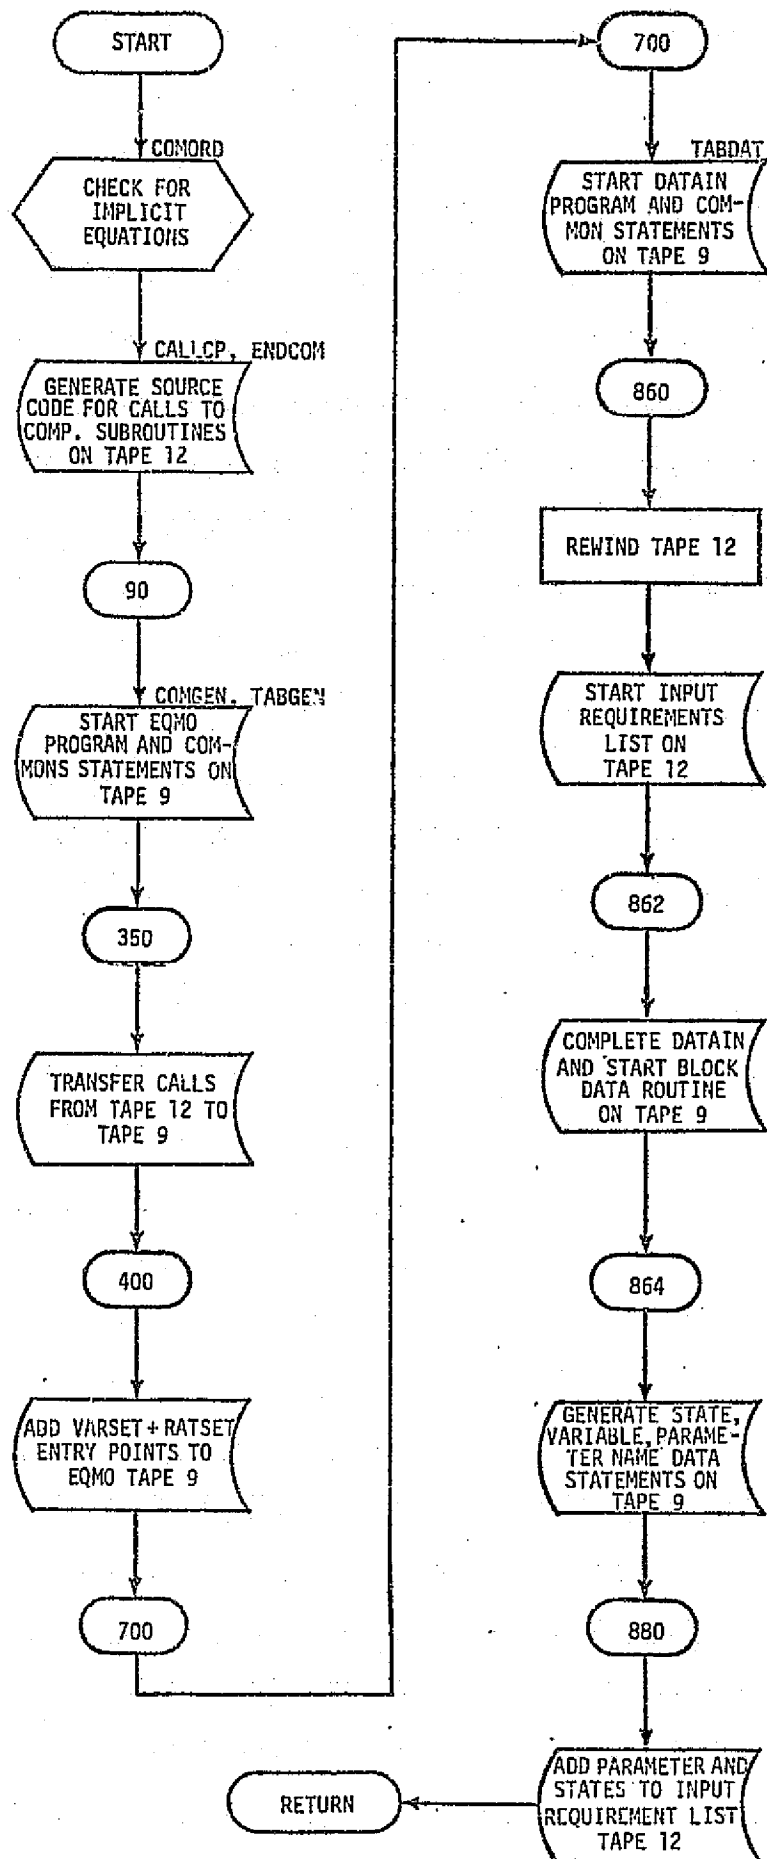 START
COMORD
CHECK FOR
IMPLICIT
EQUATIONS
CALLCP, ENDCOM
GENERATE SOURCE
CODE FOR CALLS TO
COMP. SUBROUTINES
ON TAPE 12
90
COMGEN, TABGEN
START EQMO
PROGRAM AND COM-
MONS STATEMENTS ON
TAPE 9
350
TRANSFER CALLS
FROM TAPE 12 TO
TAPE 9
400
ADD VARSET+RATSET
ENTRY POINTS TO
EQMO TAPE 9
700
700
TABDAT
START DATAIN
PROGRAM AND COM-
MON STATEMENTS
ON TAPE 9
860
REWIND TAPE 12
START INPUT
REQUIREMENTS
LIST ON
TAPE 12
862
COMPLETE DATAIN
AND START BLOCK
DATA ROUTINE
ON TAPE 9
864
GENERATE STATE,
VARIABLE, PARAME-
TER NAME DATA
STATEMENTS ON
TAPE 9
880
ADD PARAMETER AND
STATES TO INPUT
REQUIREMENT LIST
TAPE 12
RETURN